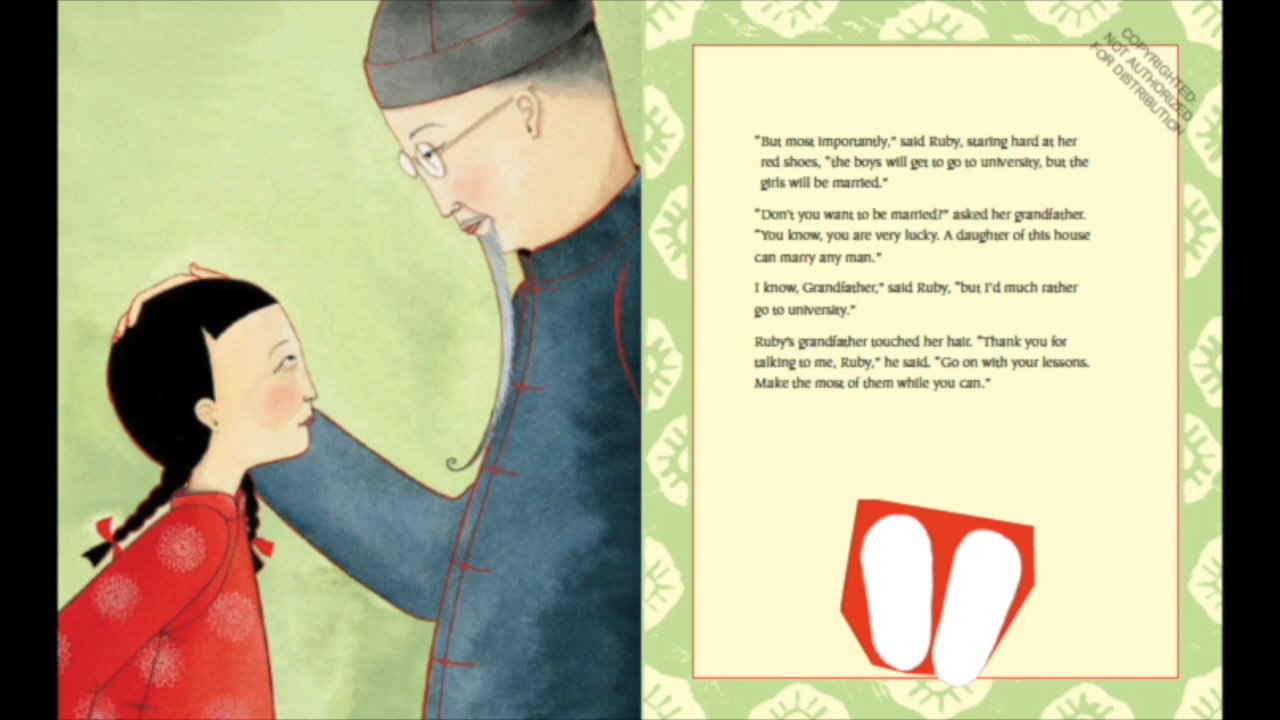 COPYRIGHTED:
NOT AUTHORIZED
FOR DISTRIBUTION
"But most importantly," said Ruby, staring hard at her
red shoes, "the boys will get to go to university, but the
girls will be married."
"Don't you want to be married?" asked her grandfather.
"You know, you are very lucky. A daughter of this house
can marry any man."
I know, Grandfather," said Ruby, "but I'd much rather
go to university."
Ruby's grandfather touched her hair. "Thank you for
talking to me, Ruby," he said. "Go on with your lessons.
Make the most of them while you can."